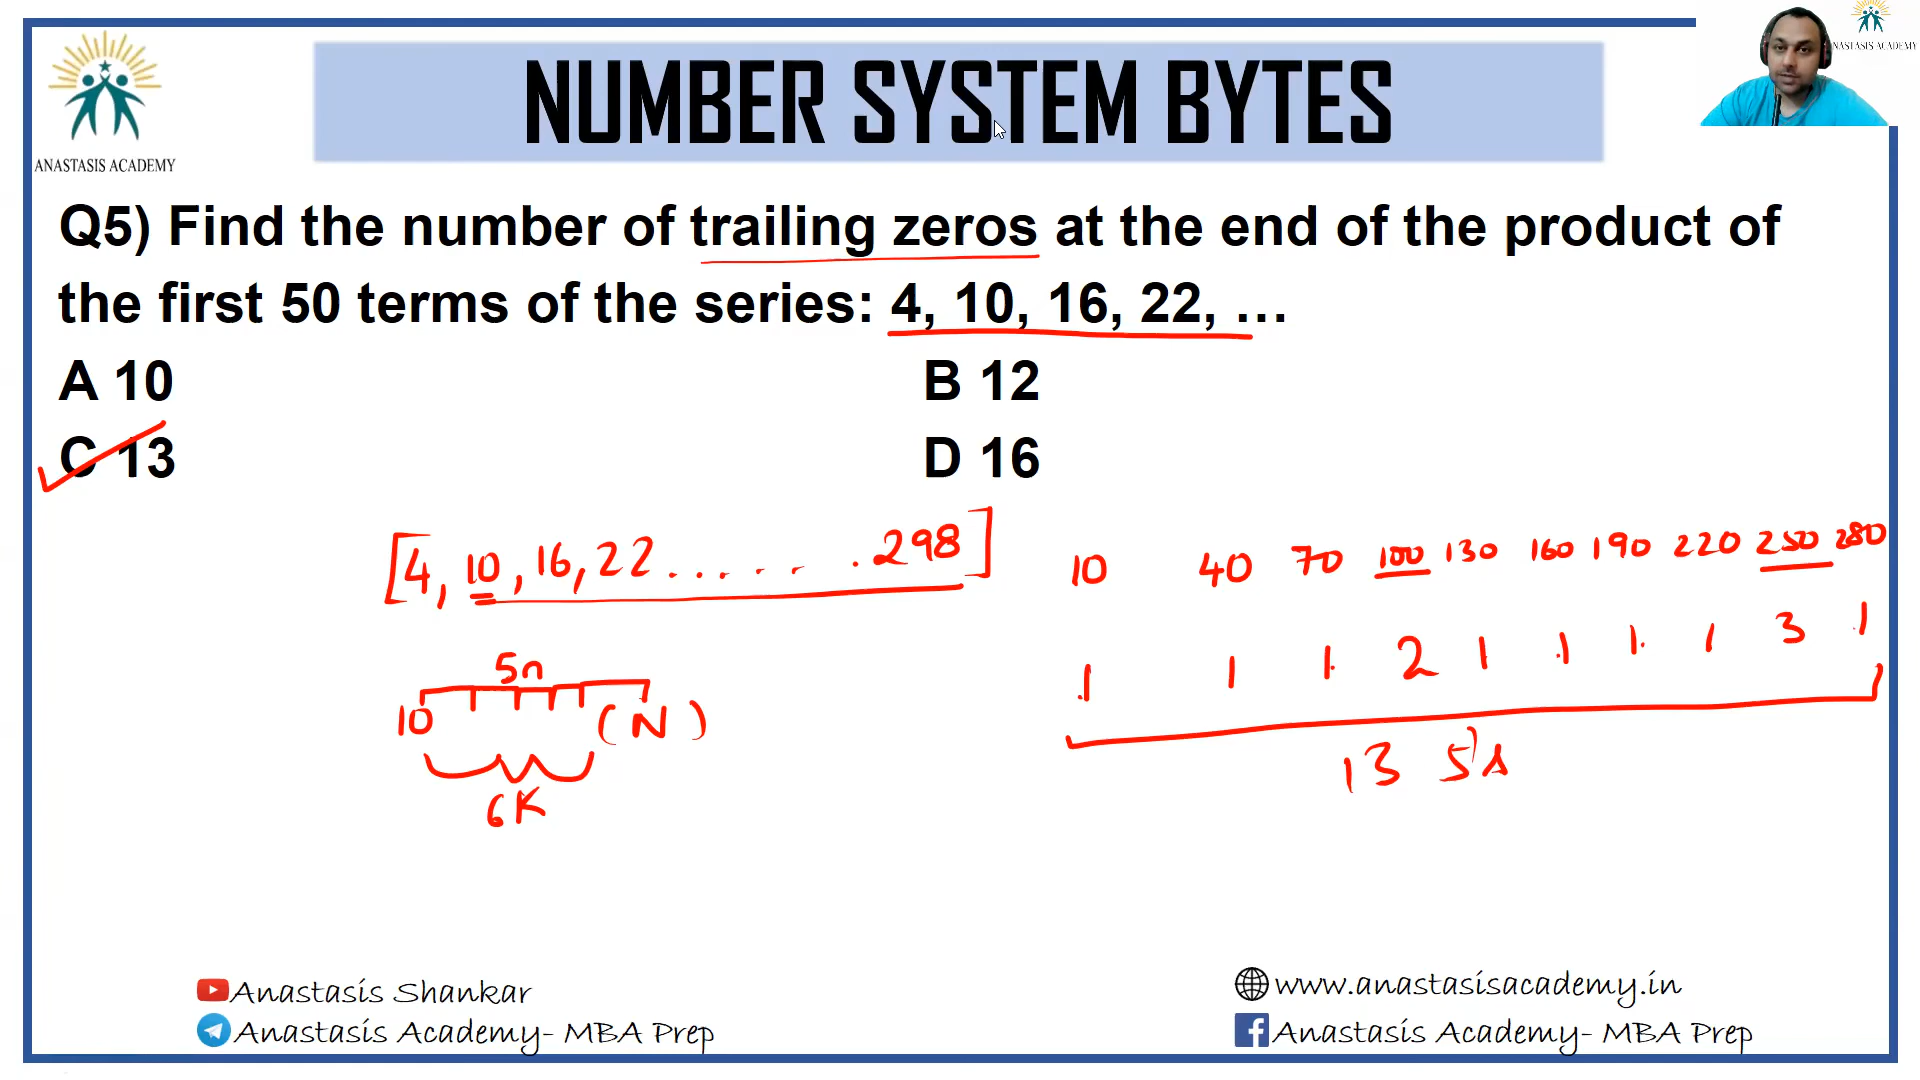 NUMBER SYSTEM BYTES
ANASTASIS ACADEMY
NASTASIS ACADEMY
Q5) Find the number of trailing zeros at the end of the product of
the first 50 terms of the series: 4, 10, 16, 22, ...
A 10
B 12
C 13
D 16
[4, 10, 16, 22 . . . . . . . 298]
5n
10 (N)
6K
10 40 70 100 130 160 190 220 250 280
1 1 1 2 1 1 1 1 3 1
13 5's
Anastasis Shankar
Anastasis Academy- MBA Prep
www.anastasisacademy.in
Anastasis Academy- MBA Prep